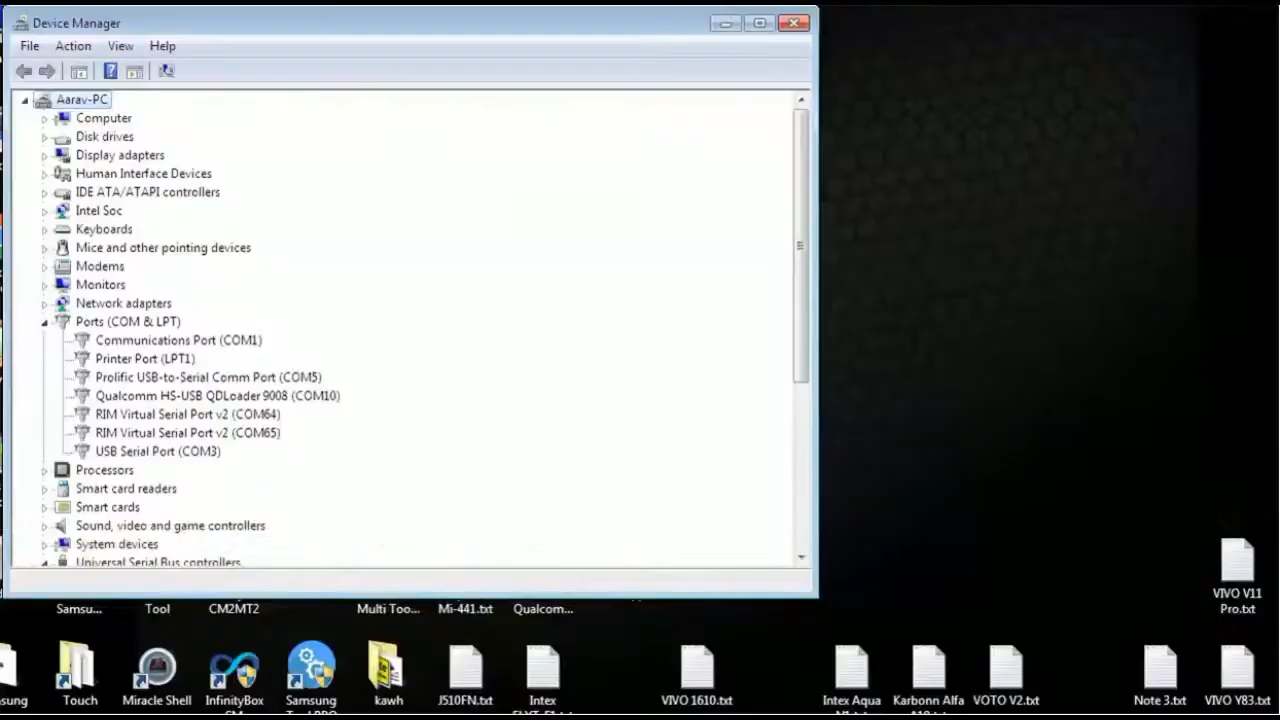 Device Manager
File Action View Help
Aarav-PC
Computer
Disk drives
Display adapters
Human Interface Devices
IDE ATA/ATAPI controllers
Intel Soc
Keyboards
Mice and other pointing devices
Modems
Monitors
Network adapters
Ports (COM & LPT)
Communications Port (COM1)
Printer Port (LPT1)
Prolific USB-to-Serial Comm Port (COM5)
Qualcomm HS-USB QDLoader 9008 (COM10)
RIM Virtual Serial Port v2 (COM64)
RIM Virtual Serial Port v2 (COM65)
USB Serial Port (COM3)
Processors
Smart card readers
Smart cards
Sound, video and game controllers
System devices
Universal Serial Bus controllers
VIVO V11
Pro.txt
Samsu... Tool CM2MT2 Multi Too... Mi-441.txt Qualcom...
sung Touch Miracle Shell InfinityBox Samsung kawh J510FN.txt Intex VIVO 1610.txt Intex Aqua Karbonn Alfa VOTO V2.txt Note 3.txt VIVO Y83.txt